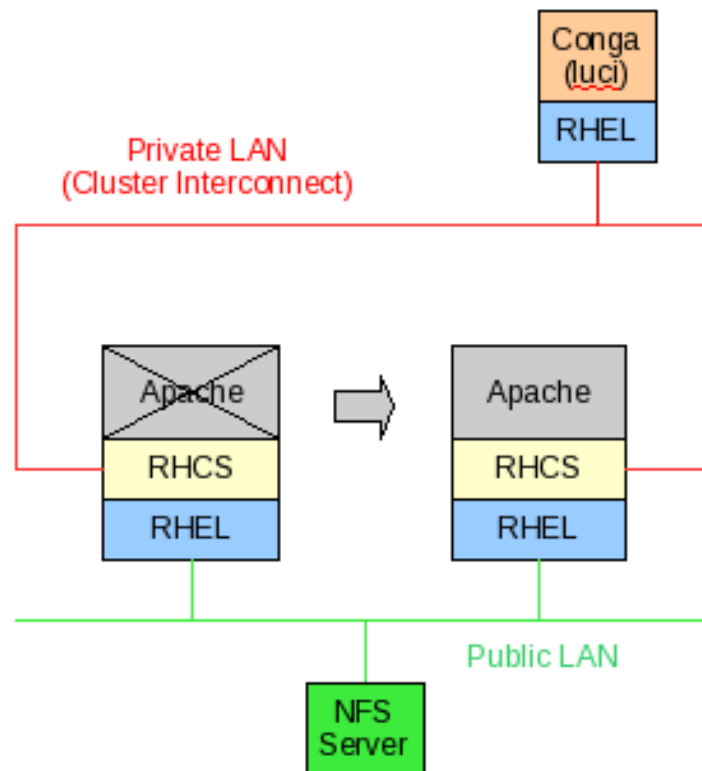 Conga
(luci)
RHEL
Private LAN
(Cluster Interconnect)
Apache
RHCS
RHEL
Apache
RHCS
RHEL
Public LAN
NFS
Server